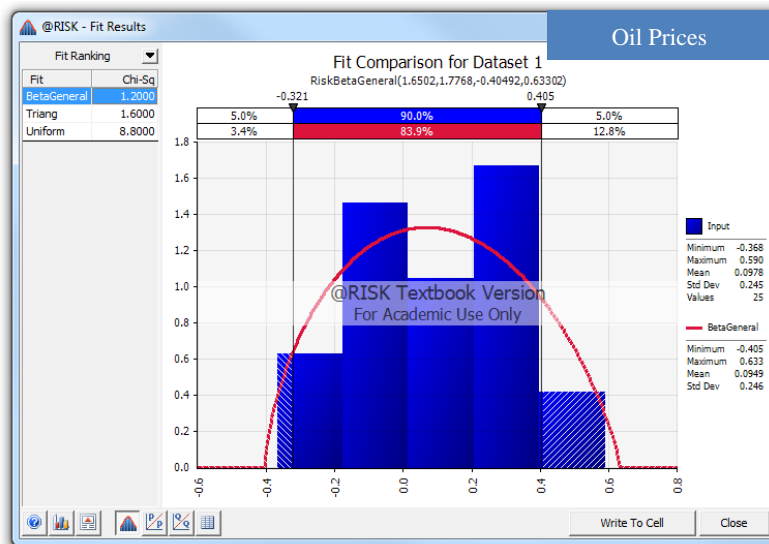 @RISK - Fit Results
Oil Prices
Fit Ranking
Fit Chi-Sq
BetaGeneral 1.2000
Triang 1.6000
Uniform 8.8000
Fit Comparison for Dataset 1
RiskBetaGeneral(1.6502,1.7768,-0.40492,0.63302)
-0.321 0.405
5.0% 90.0% 5.0%
3.4% 83.9% 12.8%
1.8
1.6
1.4
1.2
1.0
0.8
0.6
0.4
0.2
0.0
@RISK Textbook Version
For Academic Use Only
-0.6 -0.4 -0.2 0.0 0.2 0.4 0.6 0.8
Input
Minimum -0.368
Maximum 0.590
Mean 0.0978
Std Dev 0.245
Values 25
BetaGeneral
Minimum -0.405
Maximum 0.633
Mean 0.0949
Std Dev 0.246
P/P Q/Q
Write To Cell Close